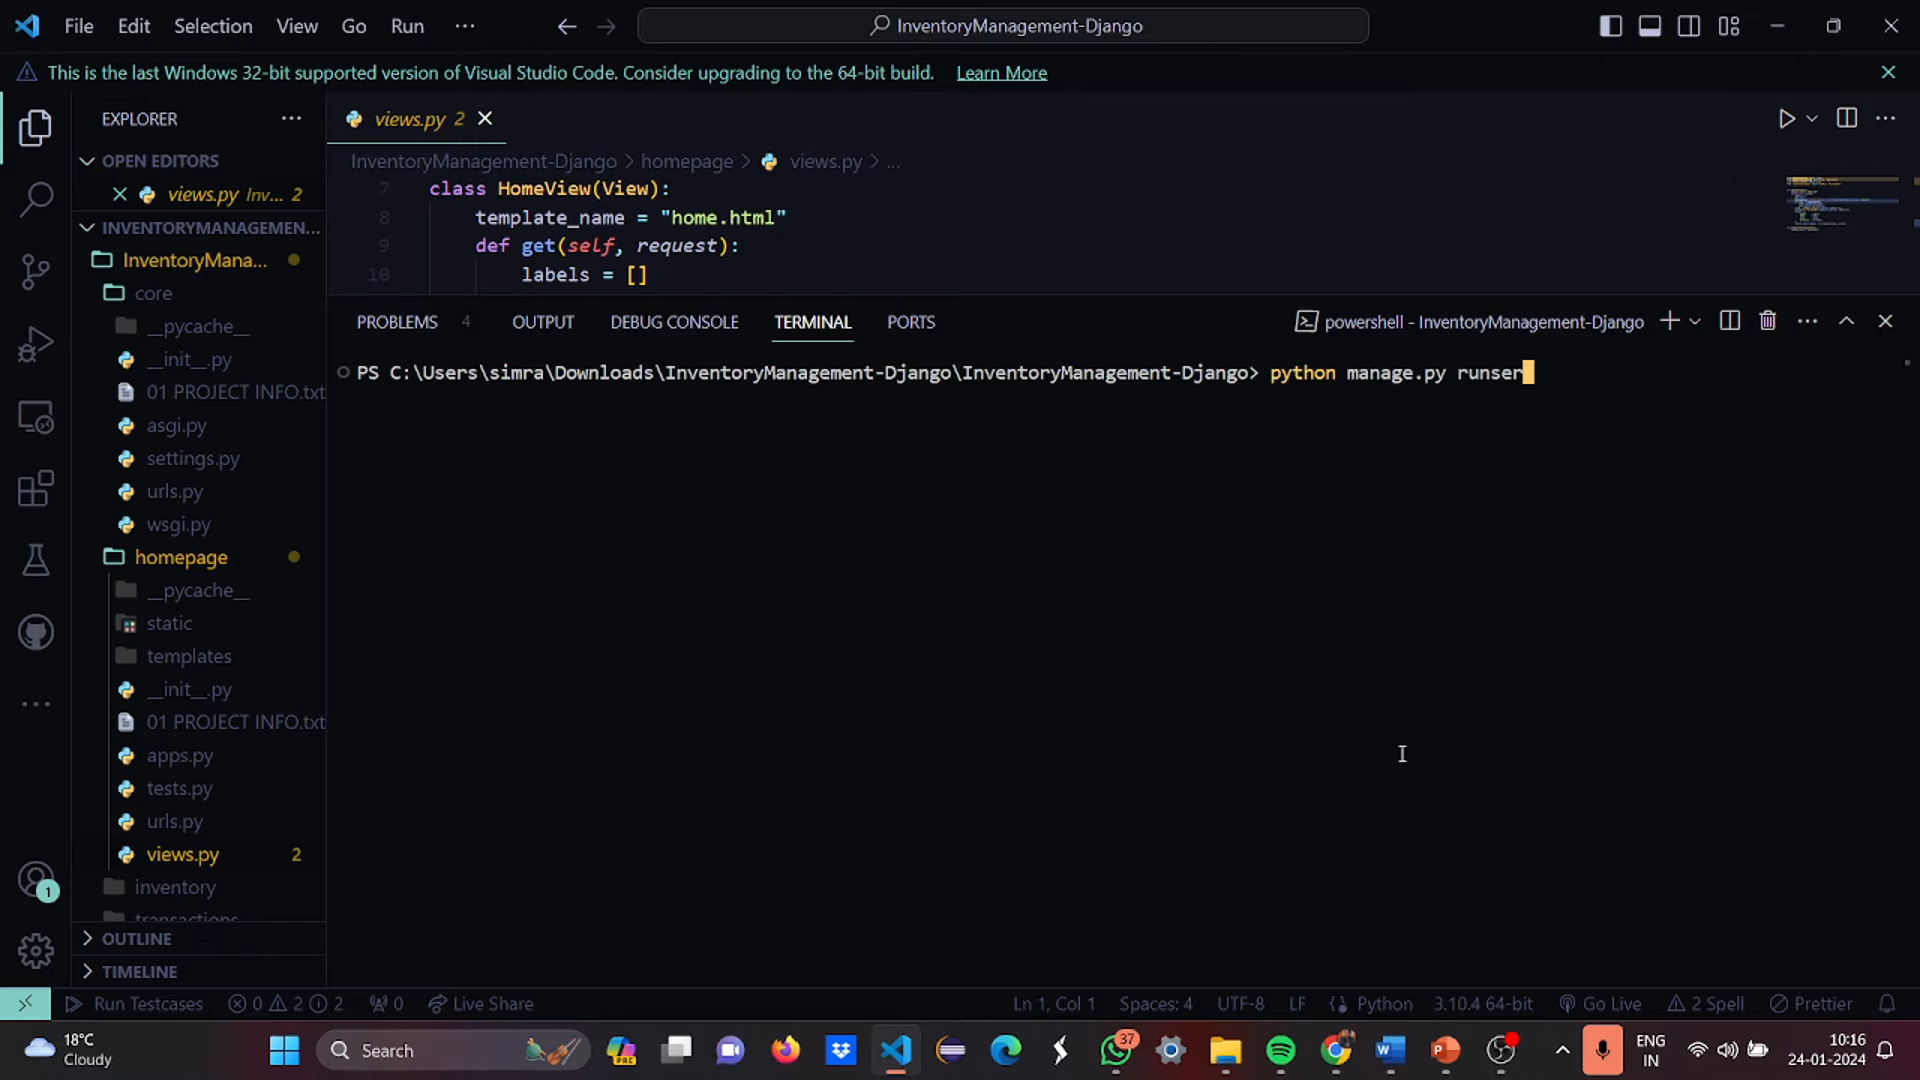 File Edit Selection View Go Run ···
InventoryManagement-Django
This is the last Windows 32-bit supported version of Visual Studio Code. Consider upgrading to the 64-bit build. Learn More
EXPLORER
OPEN EDITORS
views.py Inv... 2
INVENTORYMANAGEMEN...
InventoryMana...
core
__pycache__
__init__.py
01 PROJECT INFO.txt
asgi.py
settings.py
urls.py
wsgi.py
homepage
__pycache__
static
templates
__init__.py
01 PROJECT INFO.txt
apps.py
tests.py
urls.py
views.py 2
inventory
transactions
OUTLINE
TIMELINE
views.py 2
InventoryManagement-Django > homepage > views.py > ...
7 class HomeView(View):
8 template_name = "home.html"
9 def get(self, request):
10 labels = []
PROBLEMS 4 OUTPUT DEBUG CONSOLE TERMINAL PORTS
powershell - InventoryManagement-Django
PS C:\Users\simra\Downloads\InventoryManagement-Django\InventoryManagement-Django> python manage.py runser
1
Run Testcases 0 2 2 0 Live Share
Ln 1, Col 1 Spaces: 4 UTF-8 LF Python 3.10.4 64-bit Go Live 2 Spell Prettier
18°C
Cloudy
Search
PRE
37
ENG
IN
10:16
24-01-2024